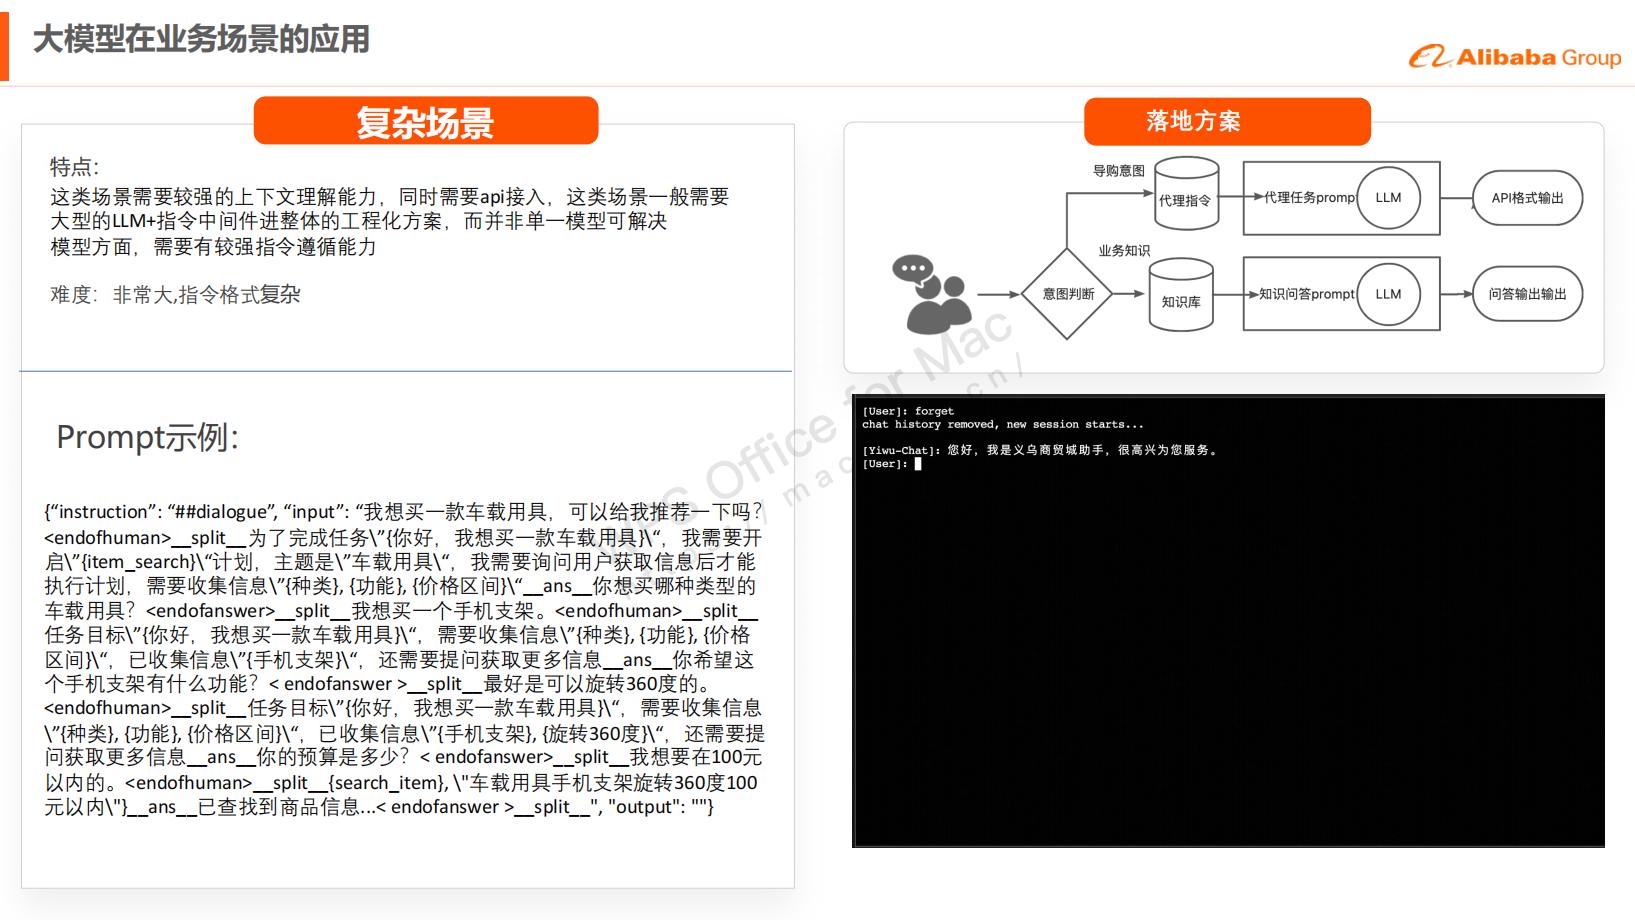 大模型在业务场景的应用
Alibaba Group
复杂场景
特点：
这类场景需要较强的上下文理解能力，同时需要api接入，这类场景一般需要
大型的LLM+指令中间件进整体的工程化方案，而并非单一模型可解决
模型方面，需要有较强指令遵循能力
难度：非常大,指令格式复杂
Prompt示例：
{“instruction”: “##dialogue”, “input”: “我想买一款车载用具，可以给我推荐一下吗？
<endofhuman>__split__为了完成任务\”{你好，我想买一款车载用具}\“，我需要开
启\”{item_search}\“计划，主题是\”车载用具\“，我需要询问用户获取信息后才能
执行计划，需要收集信息\”{种类}, {功能}, {价格区间}\“__ans__你想买哪种类型的
车载用具？<endofanswer>__split__我想买一个手机支架。<endofhuman>__split__
任务目标\”{你好，我想买一款车载用具}\“，需要收集信息\”{种类}, {功能}, {价格
区间}\“，已收集信息\”{手机支架}\“，还需要提问获取更多信息__ans__你希望这
个手机支架有什么功能？< endofanswer >__split__最好是可以旋转360度的。
<endofhuman>__split__任务目标\”{你好，我想买一款车载用具}\“，需要收集信息
\”{种类}, {功能}, {价格区间}\“，已收集信息\”{手机支架}, {旋转360度}\“，还需要提
问获取更多信息__ans__你的预算是多少？< endofanswer>__split__我想要在100元
以内的。<endofhuman>__split__{search_item}, \"车载用具手机支架旋转360度100
元以内\"}__ans__已查找到商品信息...< endofanswer >__split__", "output": ""}
落地方案
导购意图
代理指令
代理任务promp
LLM
API格式输出
业务知识
意图判断
知识库
知识问答prompt
LLM
问答输出输出
[User]: forget
chat history removed, new session starts...
[Yiwu-Chat]: 您好，我是义乌商贸城助手，很高兴为您服务。
[User]:
WPS Office for Mac